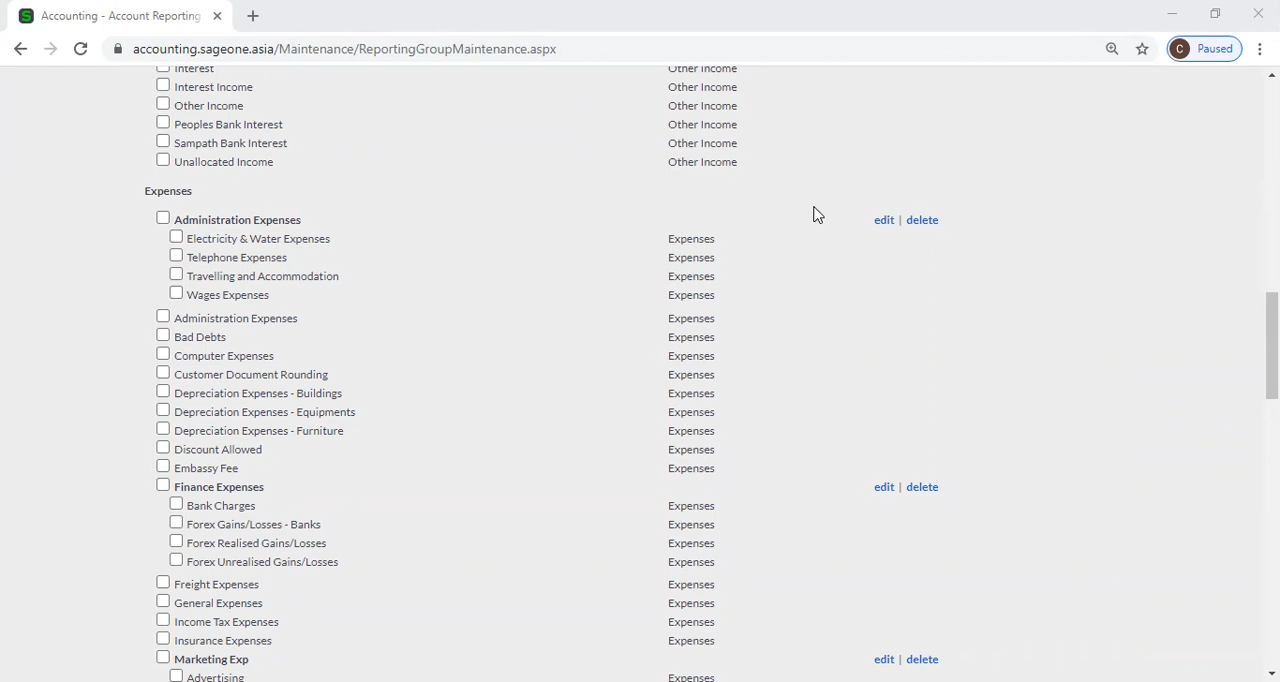 Accounting - Account Reporting
accounting.sageone.asia/Maintenance/ReportingGroupMaintenance.aspx
C Paused
Interest Other Income
Interest Income Other Income
Other Income Other Income
Peoples Bank Interest Other Income
Sampath Bank Interest Other Income
Unallocated Income Other Income
Expenses
Administration Expenses edit | delete
Electricity & Water Expenses Expenses
Telephone Expenses Expenses
Travelling and Accommodation Expenses
Wages Expenses Expenses
Administration Expenses Expenses
Bad Debts Expenses
Computer Expenses Expenses
Customer Document Rounding Expenses
Depreciation Expenses - Buildings Expenses
Depreciation Expenses - Equipments Expenses
Depreciation Expenses - Furniture Expenses
Discount Allowed Expenses
Embassy Fee Expenses
Finance Expenses edit | delete
Bank Charges Expenses
Forex Gains/Losses - Banks Expenses
Forex Realised Gains/Losses Expenses
Forex Unrealised Gains/Losses Expenses
Freight Expenses Expenses
General Expenses Expenses
Income Tax Expenses Expenses
Insurance Expenses Expenses
Marketing Exp edit | delete
Advertising Expenses